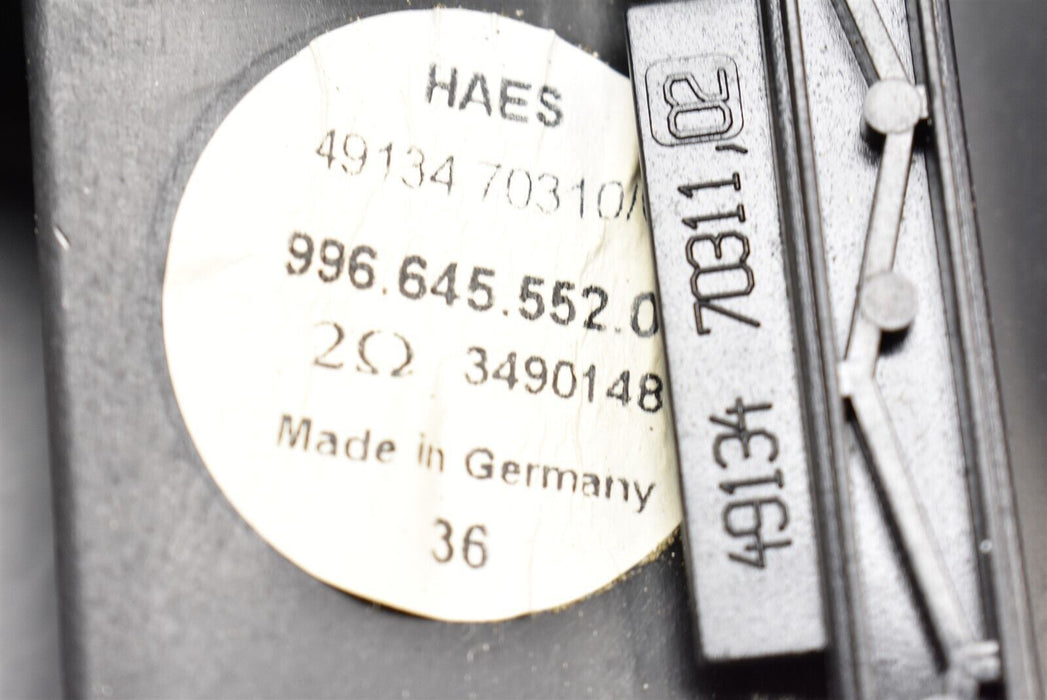 HAES
49134 70310/
996.645.552.0
2Ω 3490148
Made in Germany
36
49134 70311,02